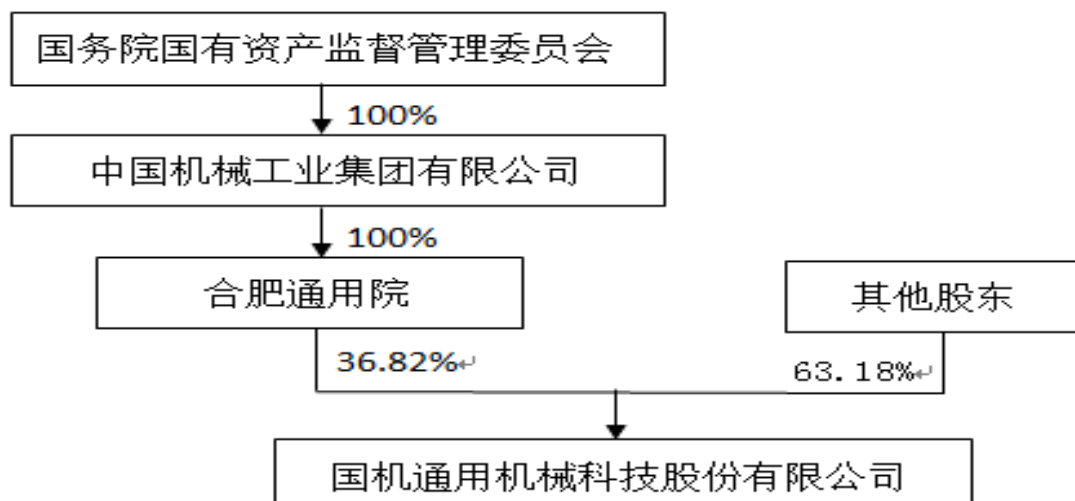 国务院国有资产监督管理委员会
100%
中国机械工业集团有限公司
100%
合肥通用院
其他股东
36.82%↵
63.18%↵
国机通用机械科技股份有限公司